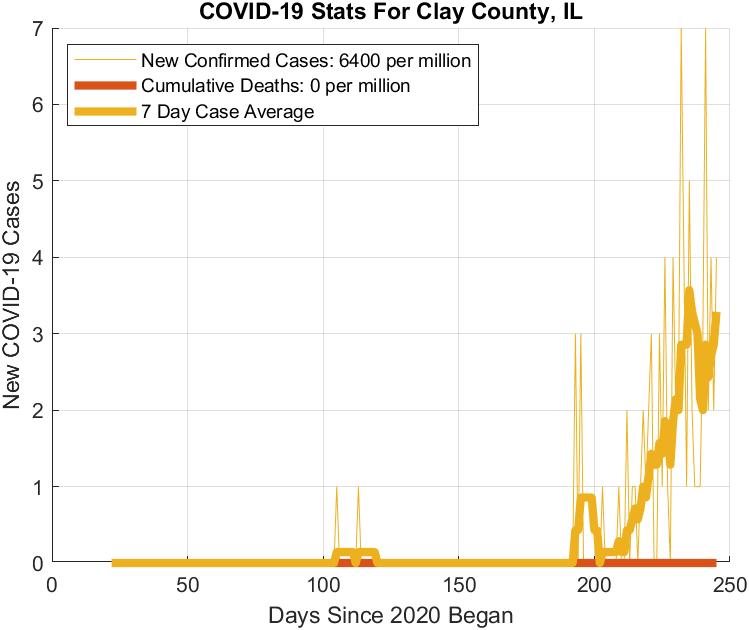 COVID-19 Stats For Clay County, IL
New Confirmed Cases: 6400 per million
Cumulative Deaths: 0 per million
7 Day Case Average
New COVID-19 Cases
7
6
5
4
3
2
1
0
0 50 100 150 200 250
Days Since 2020 Began